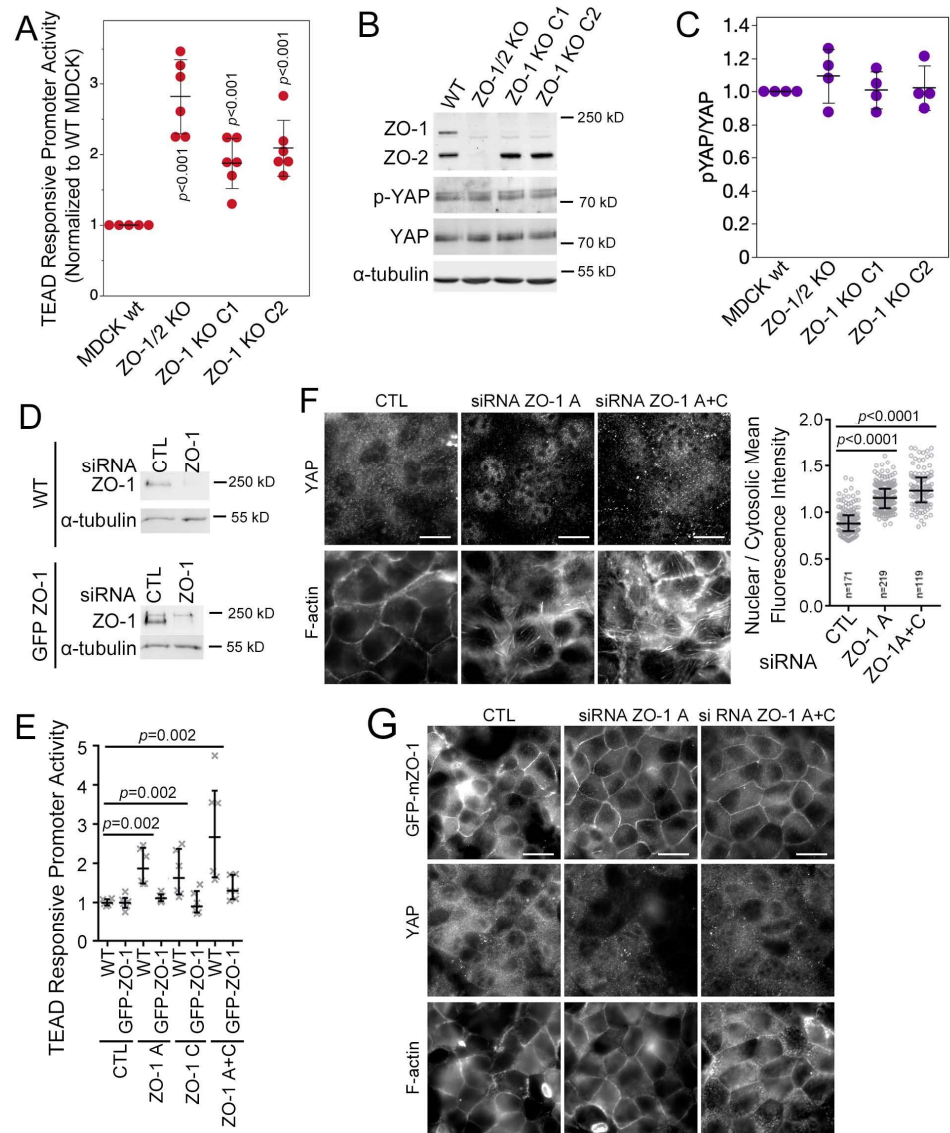 A
TEAD Responsive Promoter Activity
(Normalized to WT MDCK)
3
2
1
0
p<0.001
p<0.001
p<0.001
MDCK wt
ZO-1/2 KO
ZO-1 KO C1
ZO-1 KO C2
B
WT
ZO-1/2 KO
ZO-1 KO C1
ZO-1 KO C2
ZO-1
ZO-2
p-YAP
YAP
α-tubulin
250 kD
70 kD
70 kD
55 kD
C
pYAP/YAP
1.4
1.2
1.0
0.8
0.6
0.4
0.2
0
MDCK wt
ZO-1/2 KO
ZO-1 KO C1
ZO-1 KO C2
D
WT
siRNA
CTL
ZO-1
ZO-1
250 kD
α-tubulin
55 kD
GFP ZO-1
siRNA
CTL
ZO-1
ZO-1
250 kD
α-tubulin
55 kD
F
CTL
siRNA ZO-1 A
siRNA ZO-1 A+C
YAP
F-actin
Nuclear / Cytosolic Mean
Fluorescence Intensity
2.0
1.5
1.0
0.5
0.0
p<0.0001
p<0.0001
n=171
n=219
n=119
siRNA
CTL
ZO-1 A
ZO-1A+C
E
TEAD Responsive Promoter Activity
5
4
3
2
1
0
p=0.002
p=0.002
p=0.002
WT
GFP-ZO-1
WT
GFP-ZO-1
WT
GFP-ZO-1
WT
GFP-ZO-1
CTL
ZO-1 A
ZO-1 C
ZO-1 A+C
G
CTL
siRNA ZO-1 A
si RNA ZO-1 A+C
GFP-mZO-1
YAP
F-actin